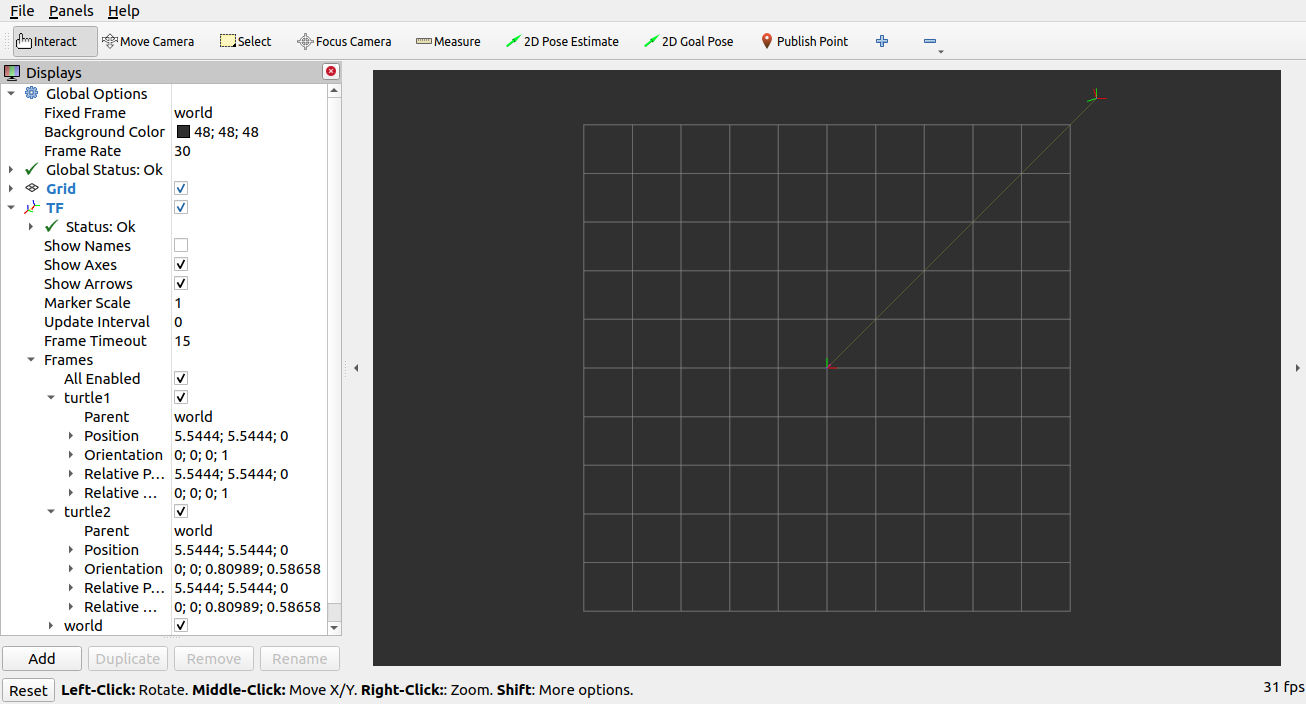 File Panels Help
Interact Move Camera Select Focus Camera Measure 2D Pose Estimate 2D Goal Pose Publish Point
Displays
Global Options
Fixed Frame world
Background Color 48; 48; 48
Frame Rate 30
Global Status: Ok
Grid
TF
Status: Ok
Show Names
Show Axes
Show Arrows
Marker Scale 1
Update Interval 0
Frame Timeout 15
Frames
All Enabled
turtle1
Parent world
Position 5.5444; 5.5444; 0
Orientation 0; 0; 0; 1
Relative P... 5.5444; 5.5444; 0
Relative ... 0; 0; 0; 1
turtle2
Parent world
Position 5.5444; 5.5444; 0
Orientation 0; 0; 0.80989; 0.58658
Relative P... 5.5444; 5.5444; 0
Relative ... 0; 0; 0.80989; 0.58658
world
Add Duplicate Remove Rename
Reset Left-Click: Rotate. Middle-Click: Move X/Y. Right-Click:: Zoom. Shift: More options. 31 fps